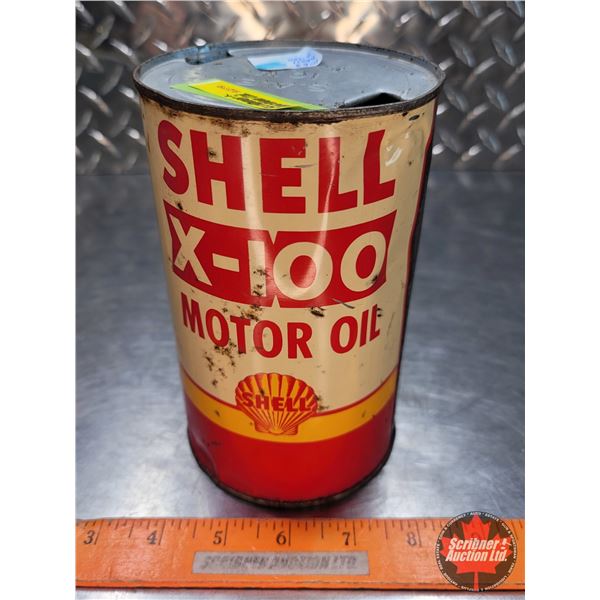 SHELL
X-100
MOTOR OIL
SHELL
3 4 5 6 7 8
SCRIBNER AUCTION LTD.
Scribner
Auction Ltd.